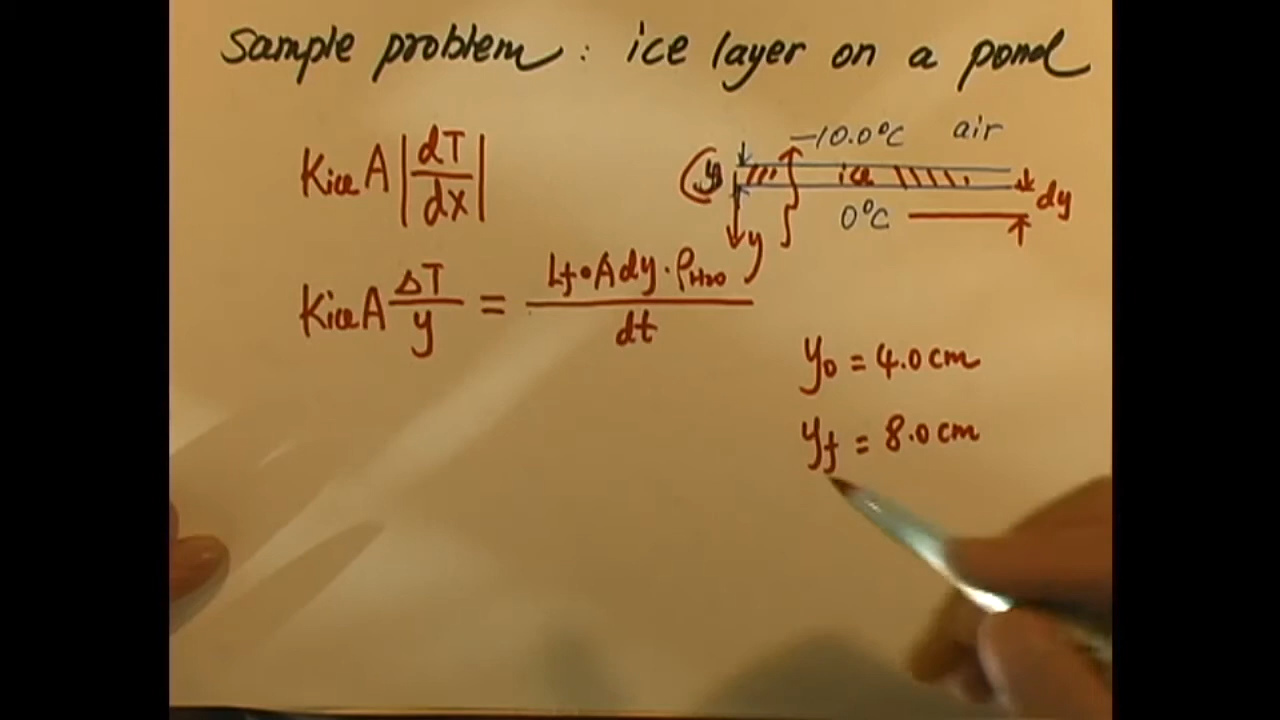 Sample problem : ice layer on a pond
-10.0°C air
Kice A |dT/dx|
y ice dy
0°C
y
Kice A ΔT/y = Lf · A dy · ρH2O / dt
y0 = 4.0 cm
yf = 8.0 cm